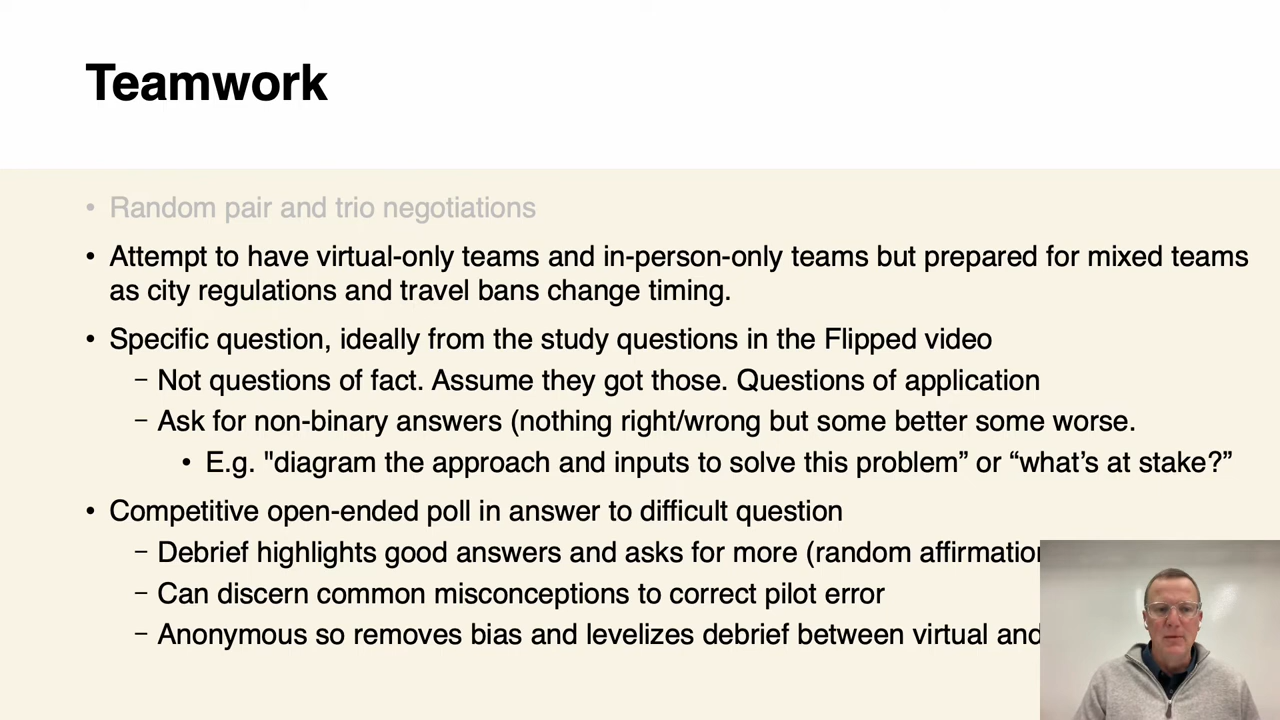 Teamwork
• Random pair and trio negotiations
• Attempt to have virtual-only teams and in-person-only teams but prepared for mixed teams
as city regulations and travel bans change timing.
• Specific question, ideally from the study questions in the Flipped video
– Not questions of fact. Assume they got those. Questions of application
– Ask for non-binary answers (nothing right/wrong but some better some worse.
• E.g. "diagram the approach and inputs to solve this problem” or “what’s at stake?”
• Competitive open-ended poll in answer to difficult question
– Debrief highlights good answers and asks for more (random
– Can discern common misconceptions to correct pilot error
– Anonymous so removes bias and levelizes debrief between virtual and